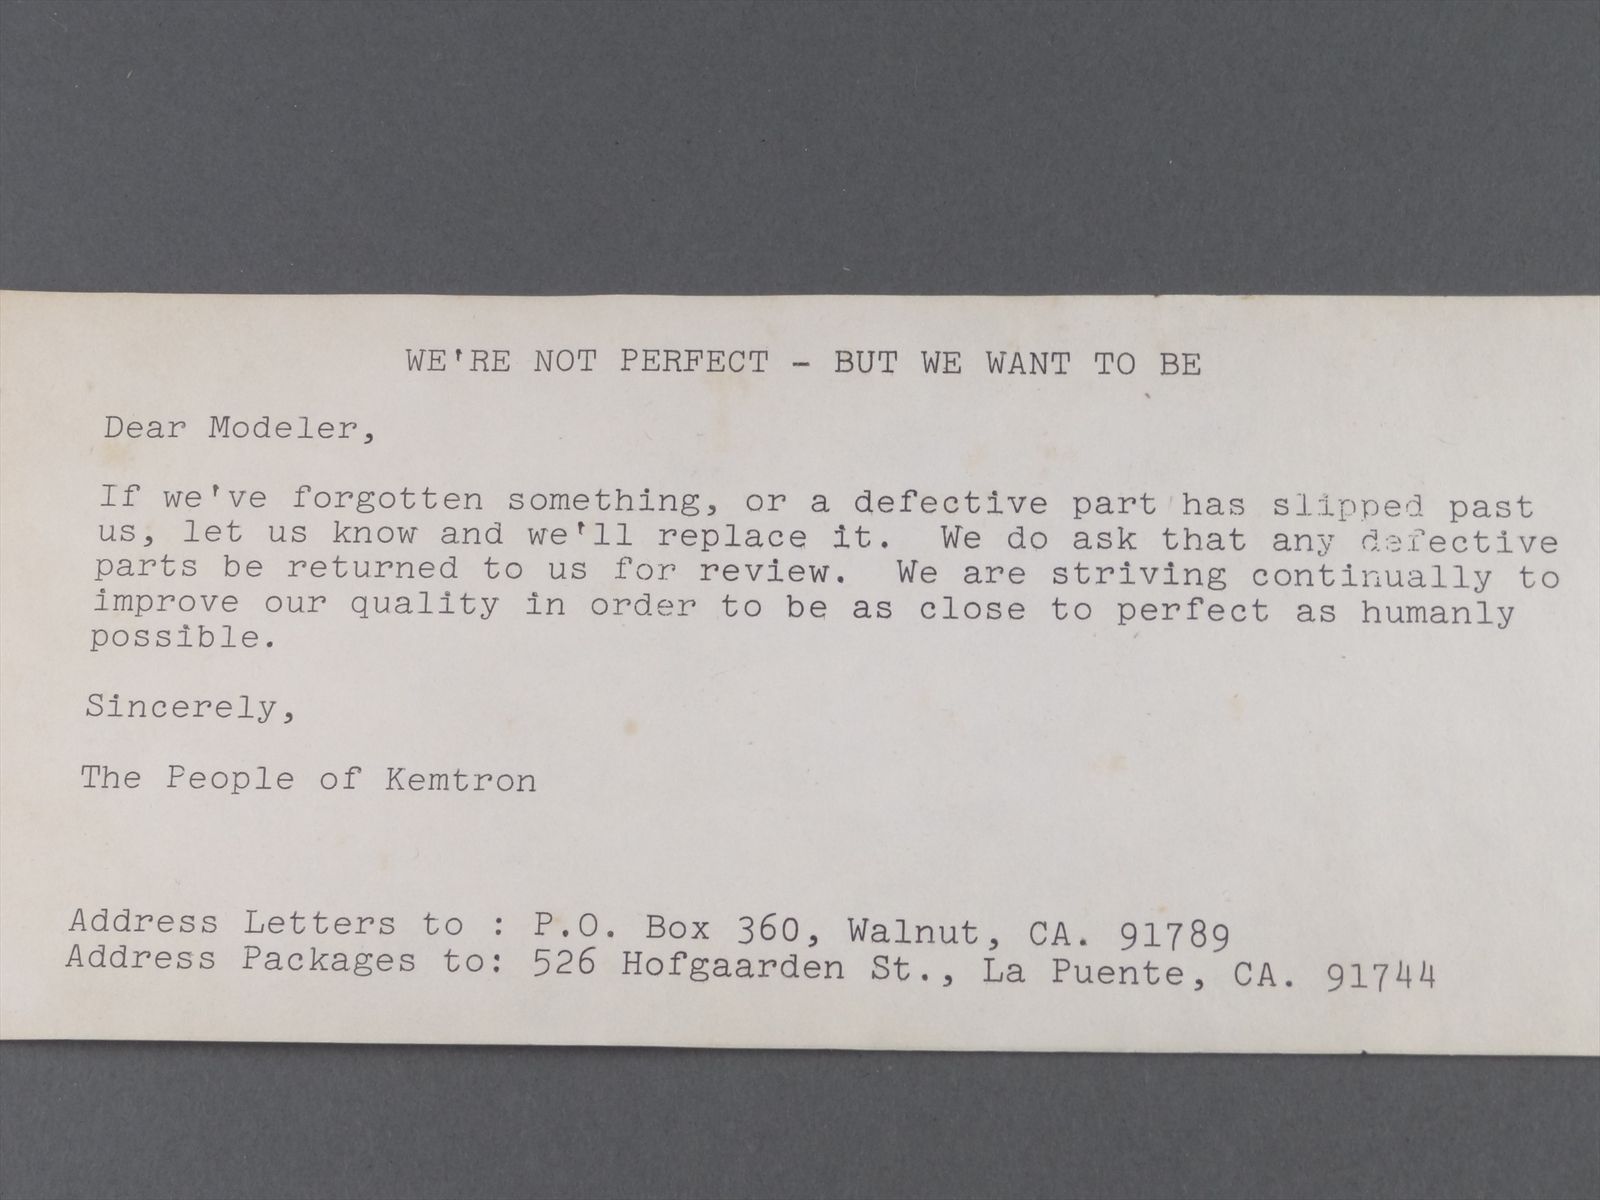 WE'RE NOT PERFECT - BUT WE WANT TO BE
Dear Modeler,
If we've forgotten something, or a defective part has slipped past
us, let us know and we'll replace it. We do ask that any defective
parts be returned to us for review. We are striving continually to
improve our quality in order to be as close to perfect as humanly
possible.
Sincerely,
The People of Kemtron
Address Letters to : P.O. Box 360, Walnut, CA. 91789
Address Packages to: 526 Hofgaarden St., La Puente, CA. 91744